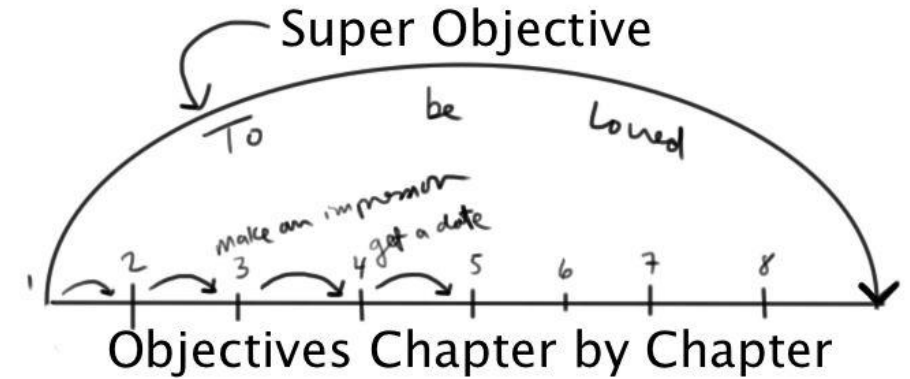 Super Objective
To be Loved
make an impression
get a date
1 2 3 4 5 6 7 8
Objectives Chapter by Chapter